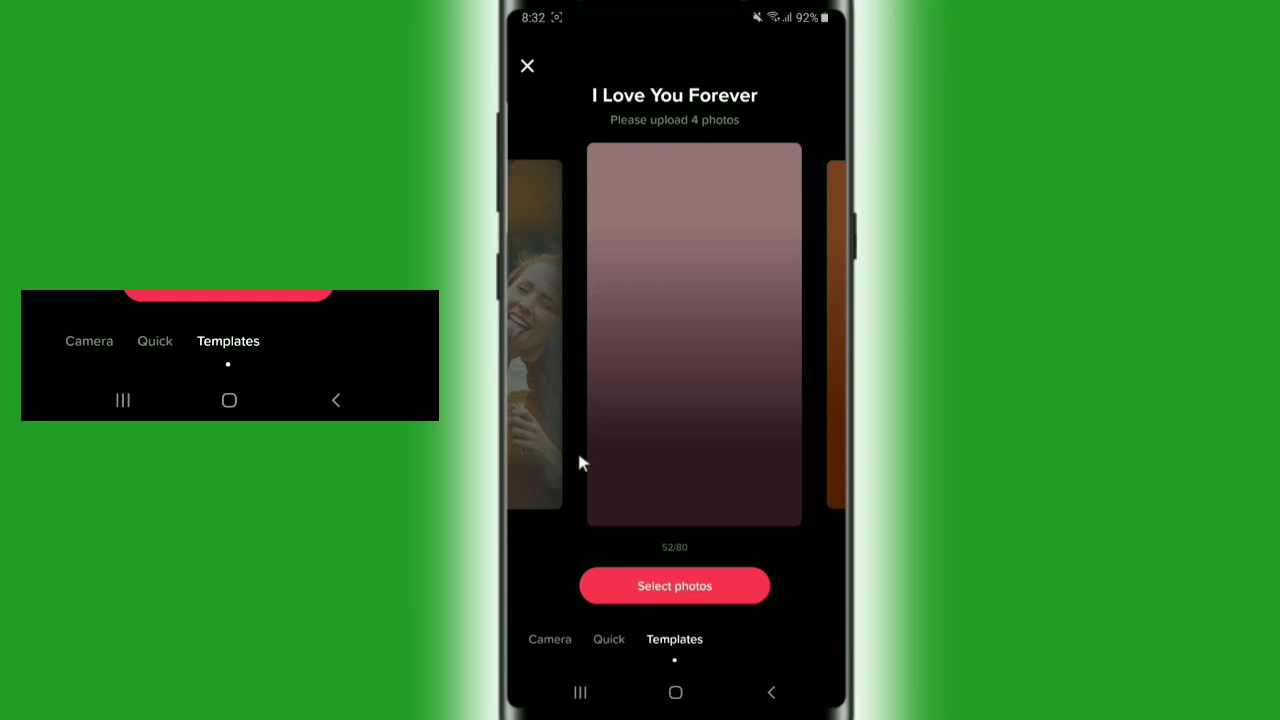 8:32
92%
I Love You Forever
Please upload 4 photos
52/80
Select photos
Camera Quick Templates
Camera Quick Templates